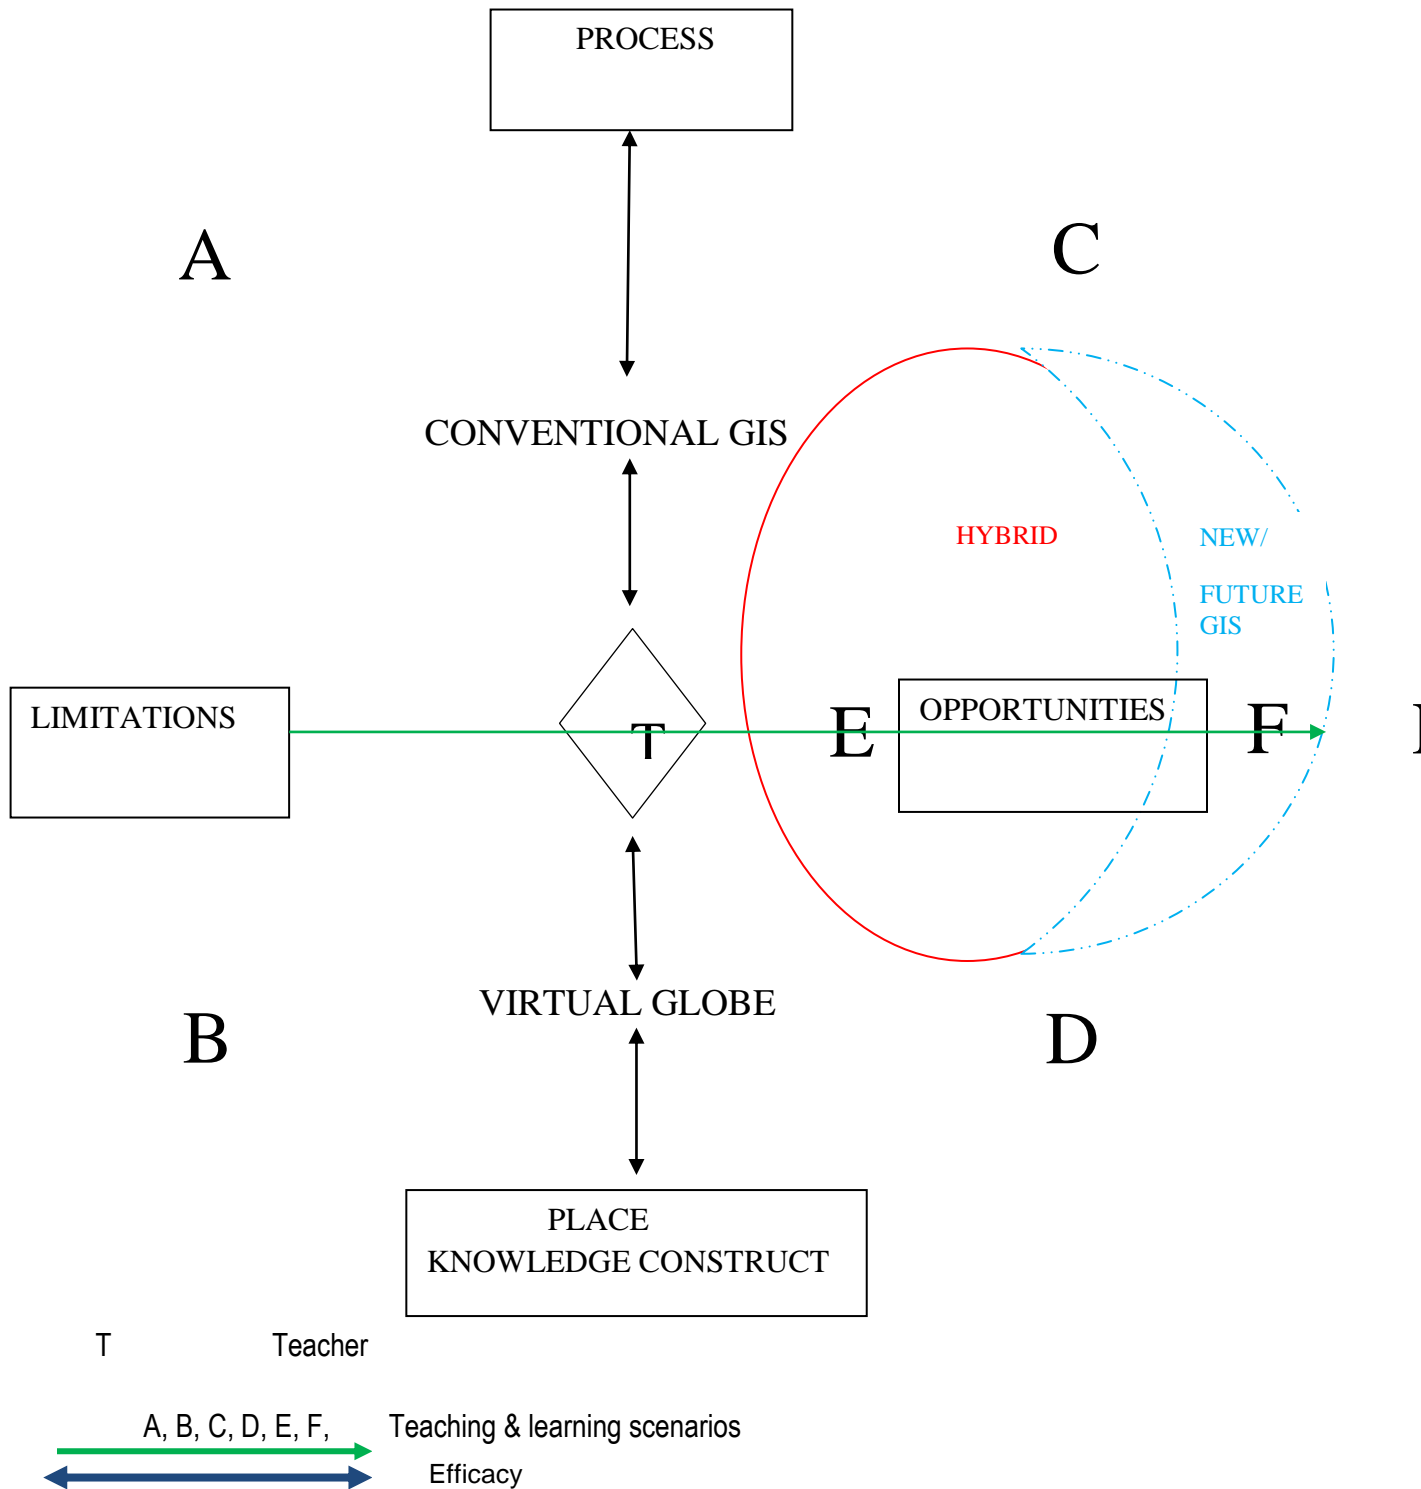 PROCESS
A
C
CONVENTIONAL GIS
HYBRID
NEW/
FUTURE
GIS
LIMITATIONS
T
E
OPPORTUNITIES
F
B
VIRTUAL GLOBE
D
PLACE
KNOWLEDGE CONSTRUCT
T Teacher
A, B, C, D, E, F, Teaching & learning scenarios
Efficacy